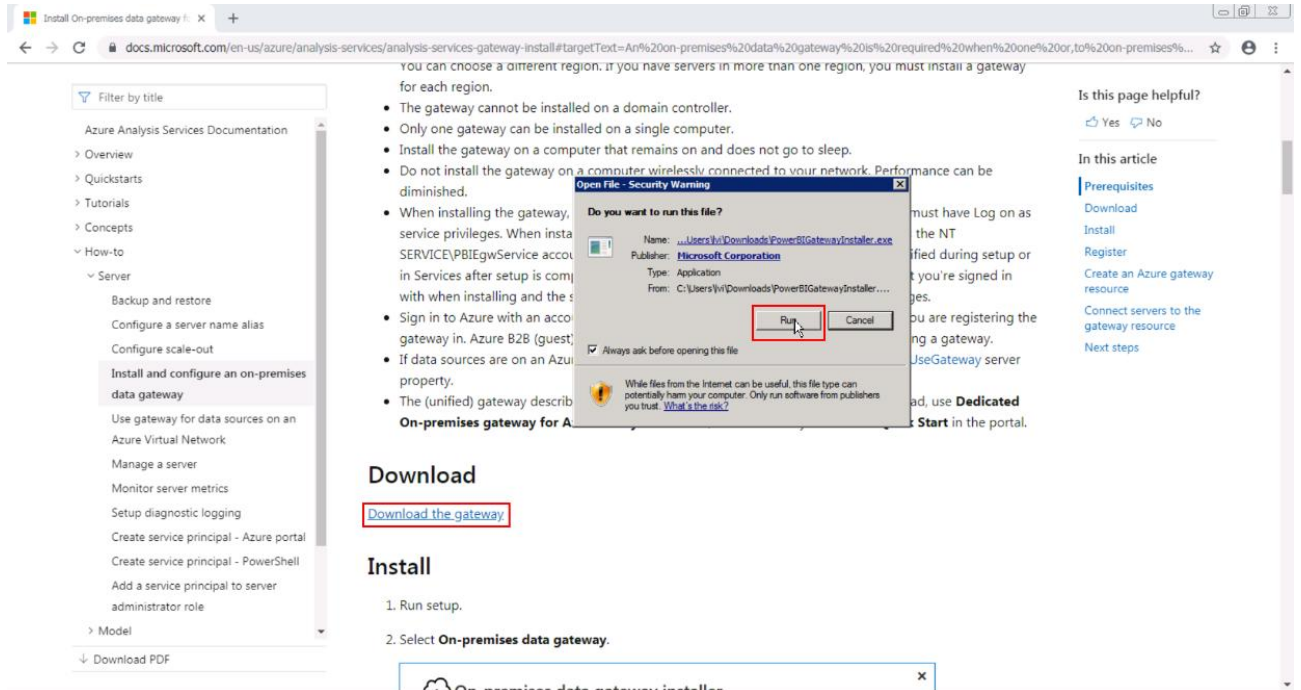 Install On-premises data gateway fo
docs.microsoft.com/en-us/azure/analysis-services/analysis-services-gateway-install#targetText=An%20on-premises%20data%20gateway%20is%20required%20when%20one%20or,to%20on-premises%...
Filter by title
Azure Analysis Services Documentation
> Overview
> Quickstarts
> Tutorials
> Concepts
How-to
Server
Backup and restore
Configure a server name alias
Configure scale-out
Install and configure an on-premises
data gateway
Use gateway for data sources on an
Azure Virtual Network
Manage a server
Monitor server metrics
Setup diagnostic logging
Create service principal - Azure portal
Create service principal - PowerShell
Add a service principal to server
administrator role
> Model
Download PDF
You can choose a different region. If you have servers in more than one region, you must install a gateway
for each region.
• The gateway cannot be installed on a domain controller.
• Only one gateway can be installed on a single computer.
• Install the gateway on a computer that remains on and does not go to sleep.
• Do not install the gateway on a computer wirelessly connected to your network. Performance can be
diminished.
• When installing the gateway, must have Log on as
service privileges. When insta the NT
SERVICE\PBIEgwService accou ified during setup or
in Services after setup is comp t you're signed in
with when installing and the s ges.
• Sign in to Azure with an acco ou are registering the
gateway in. Azure B2B (guest) ng a gateway.
• If data sources are on an Azu UseGateway server
property.
• The (unified) gateway describ ad, use Dedicated
On-premises gateway for A Start in the portal.
Open File - Security Warning
Do you want to run this file?
Name: ...Users\lvi\Downloads\PowerBIGatewayInstaller.exe
Publisher: Microsoft Corporation
Type: Application
From: C:\Users\lvi\Downloads\PowerBIGatewayInstaller....
Run Cancel
Always ask before opening this file
While files from the Internet can be useful, this file type can
potentially harm your computer. Only run software from publishers
you trust. What's the risk?
Download
Download the gateway
Install
1. Run setup.
2. Select On-premises data gateway.
On-premises data gateway installer
Is this page helpful?
Yes No
In this article
Prerequisites
Download
Install
Register
Create an Azure gateway
resource
Connect servers to the
gateway resource
Next steps